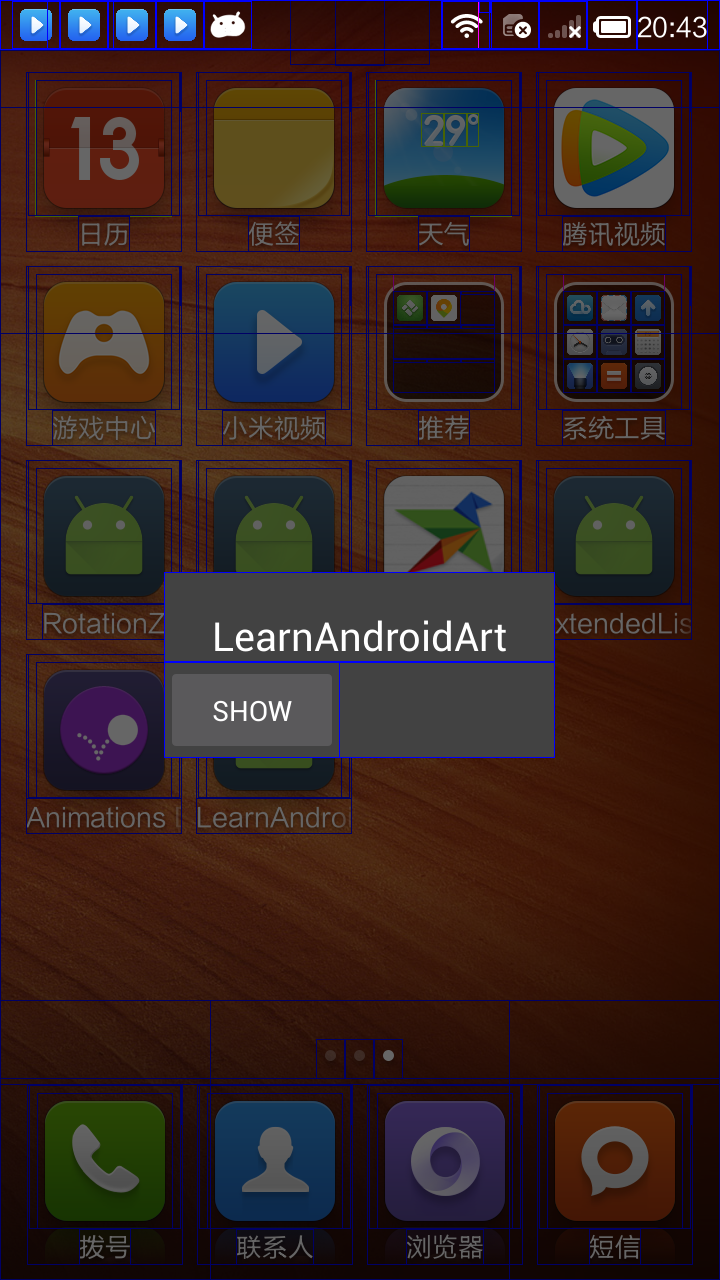 20:43
13
29°
日历
便签
天气
腾讯视频
游戏中心
小米视频
推荐
系统工具
RotationZ
xtendedLis
LearnAndroidArt
SHOW
Animations
LearnAndro
拨号
联系人
浏览器
短信